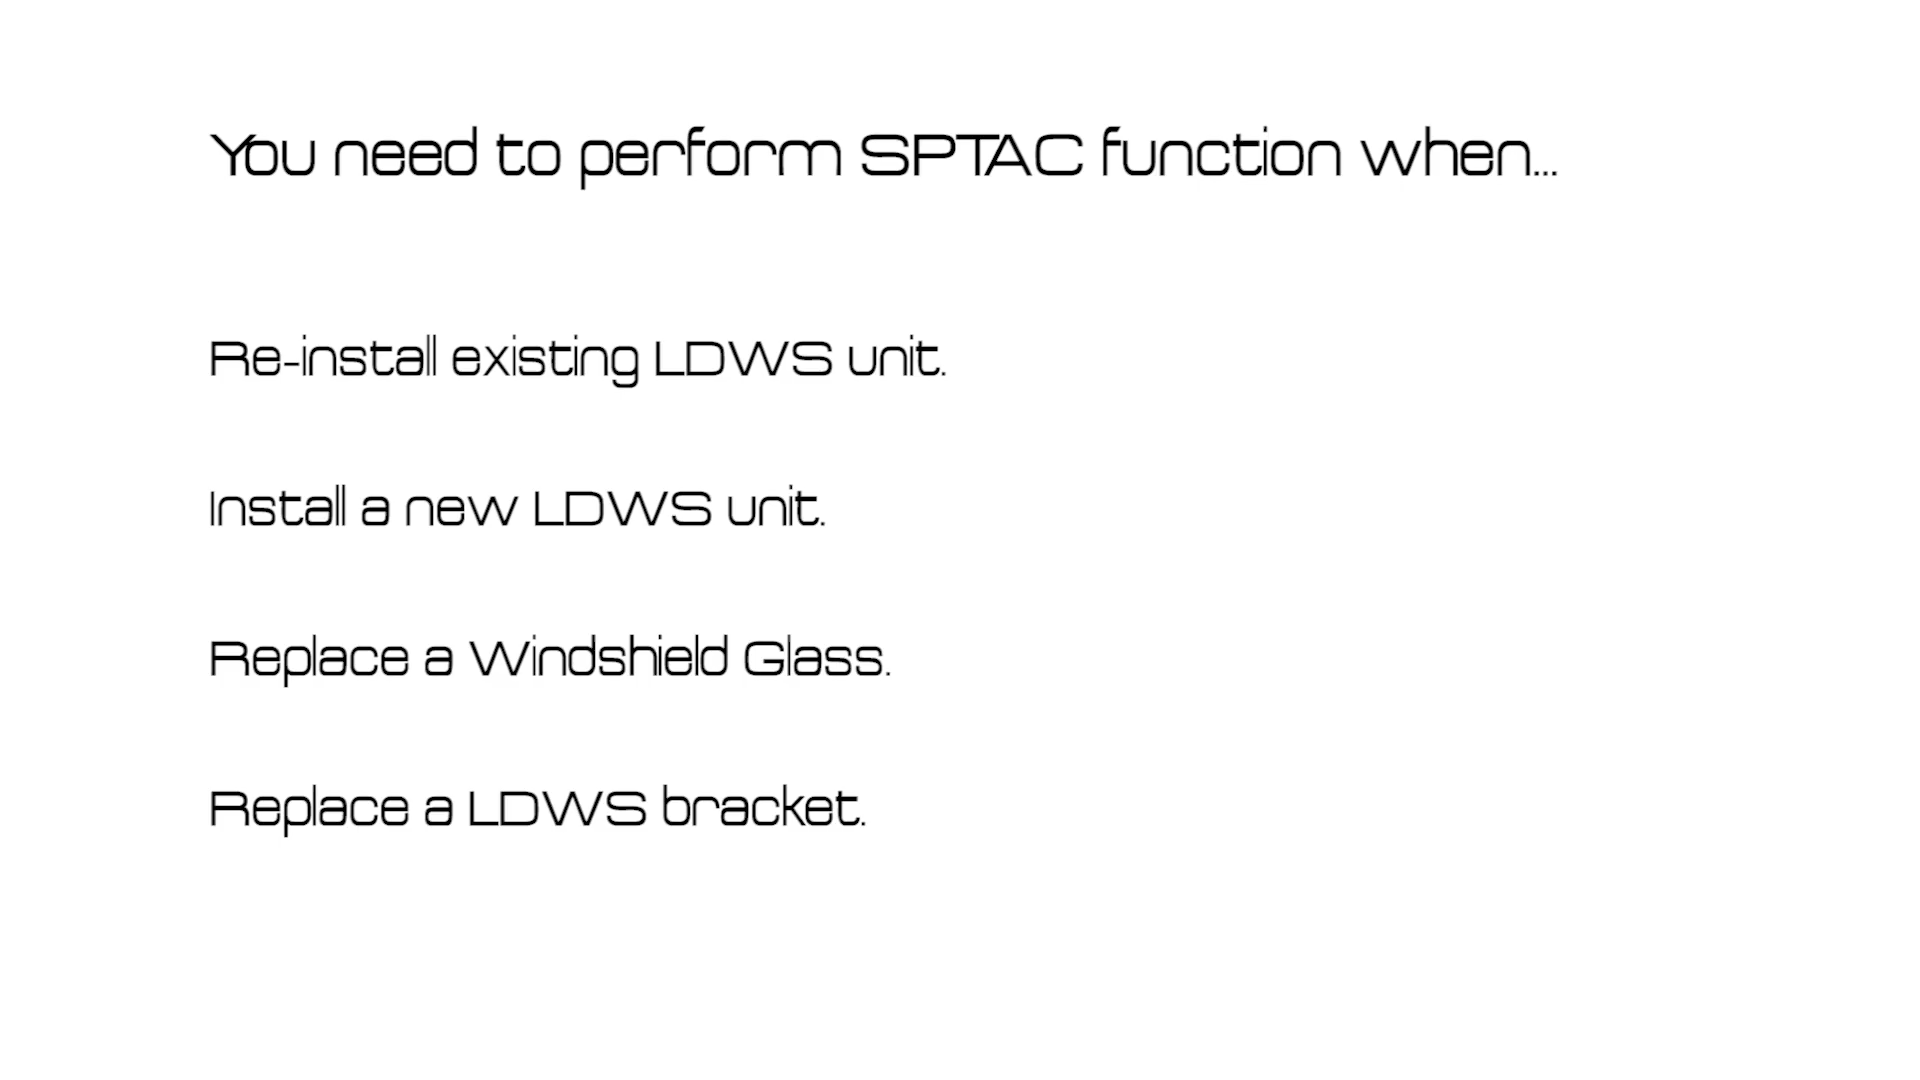 You need to perform SPTAC function when...
Re-install existing LDWS unit.
Install a new LDWS unit.
Replace a Windshield Glass.
Replace a LDWS bracket.